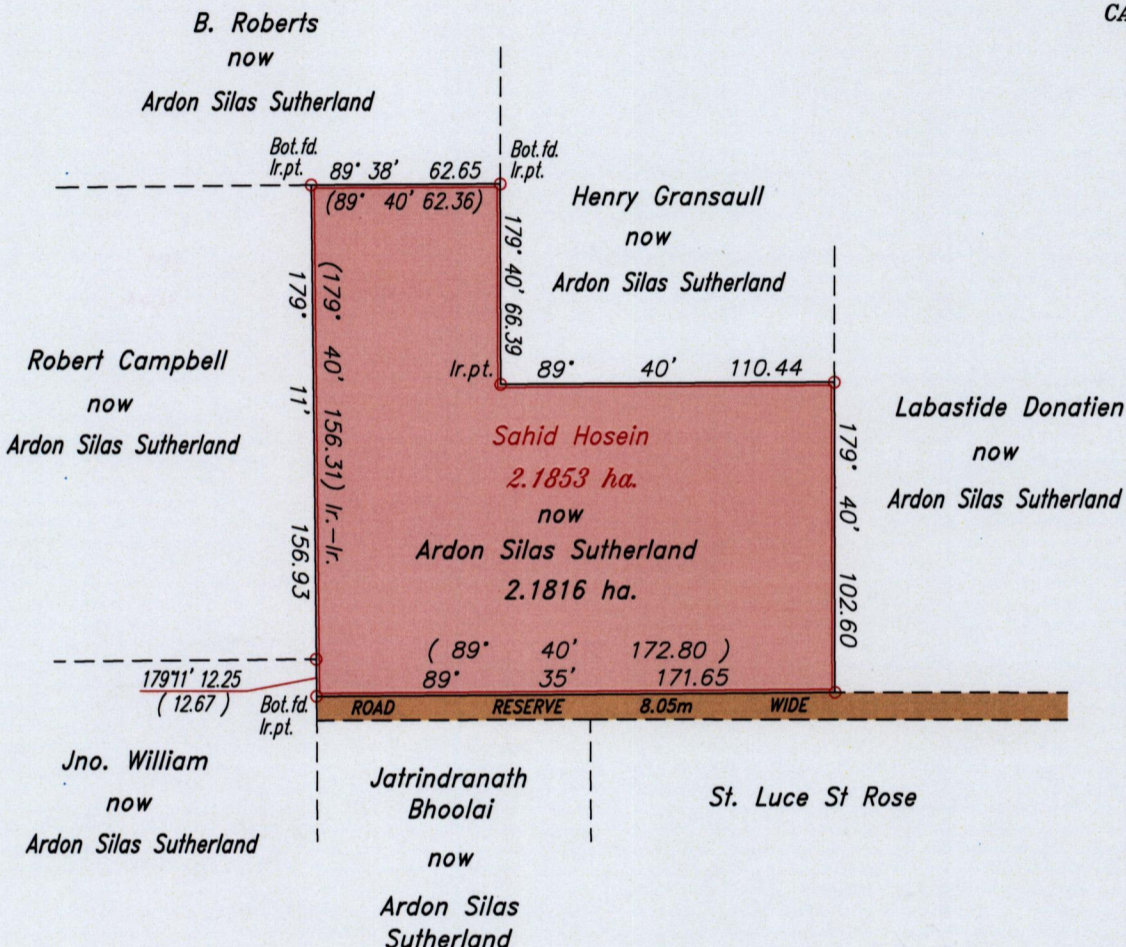 CA
B. Roberts
now
Ardon Silas Sutherland
Bot.fd.
Ir.pt.
89° 38' 62.65
(89° 40' 62.36)
Bot.fd.
Ir.pt.
Henry Gransaull
now
Ardon Silas Sutherland
179° 40' 66.39
179° 11' 156.93
(179° 40' 156.31) Ir.-Ir.
Robert Campbell
now
Ardon Silas Sutherland
Ir.pt.
89° 40' 110.44
Labastide Donatien
now
Ardon Silas Sutherland
179° 40' 102.60
Sahid Hosein
2.1853 ha.
now
Ardon Silas Sutherland
2.1816 ha.
( 89° 40' 172.80 )
89° 35' 171.65
179°11' 12.25
( 12.67 )
Bot.fd.
Ir.pt.
ROAD RESERVE 8.05m WIDE
Jno. William
now
Ardon Silas Sutherland
Jatrindranath
Bhoolai
now
Ardon Silas
Sutherland
St. Luce St Rose